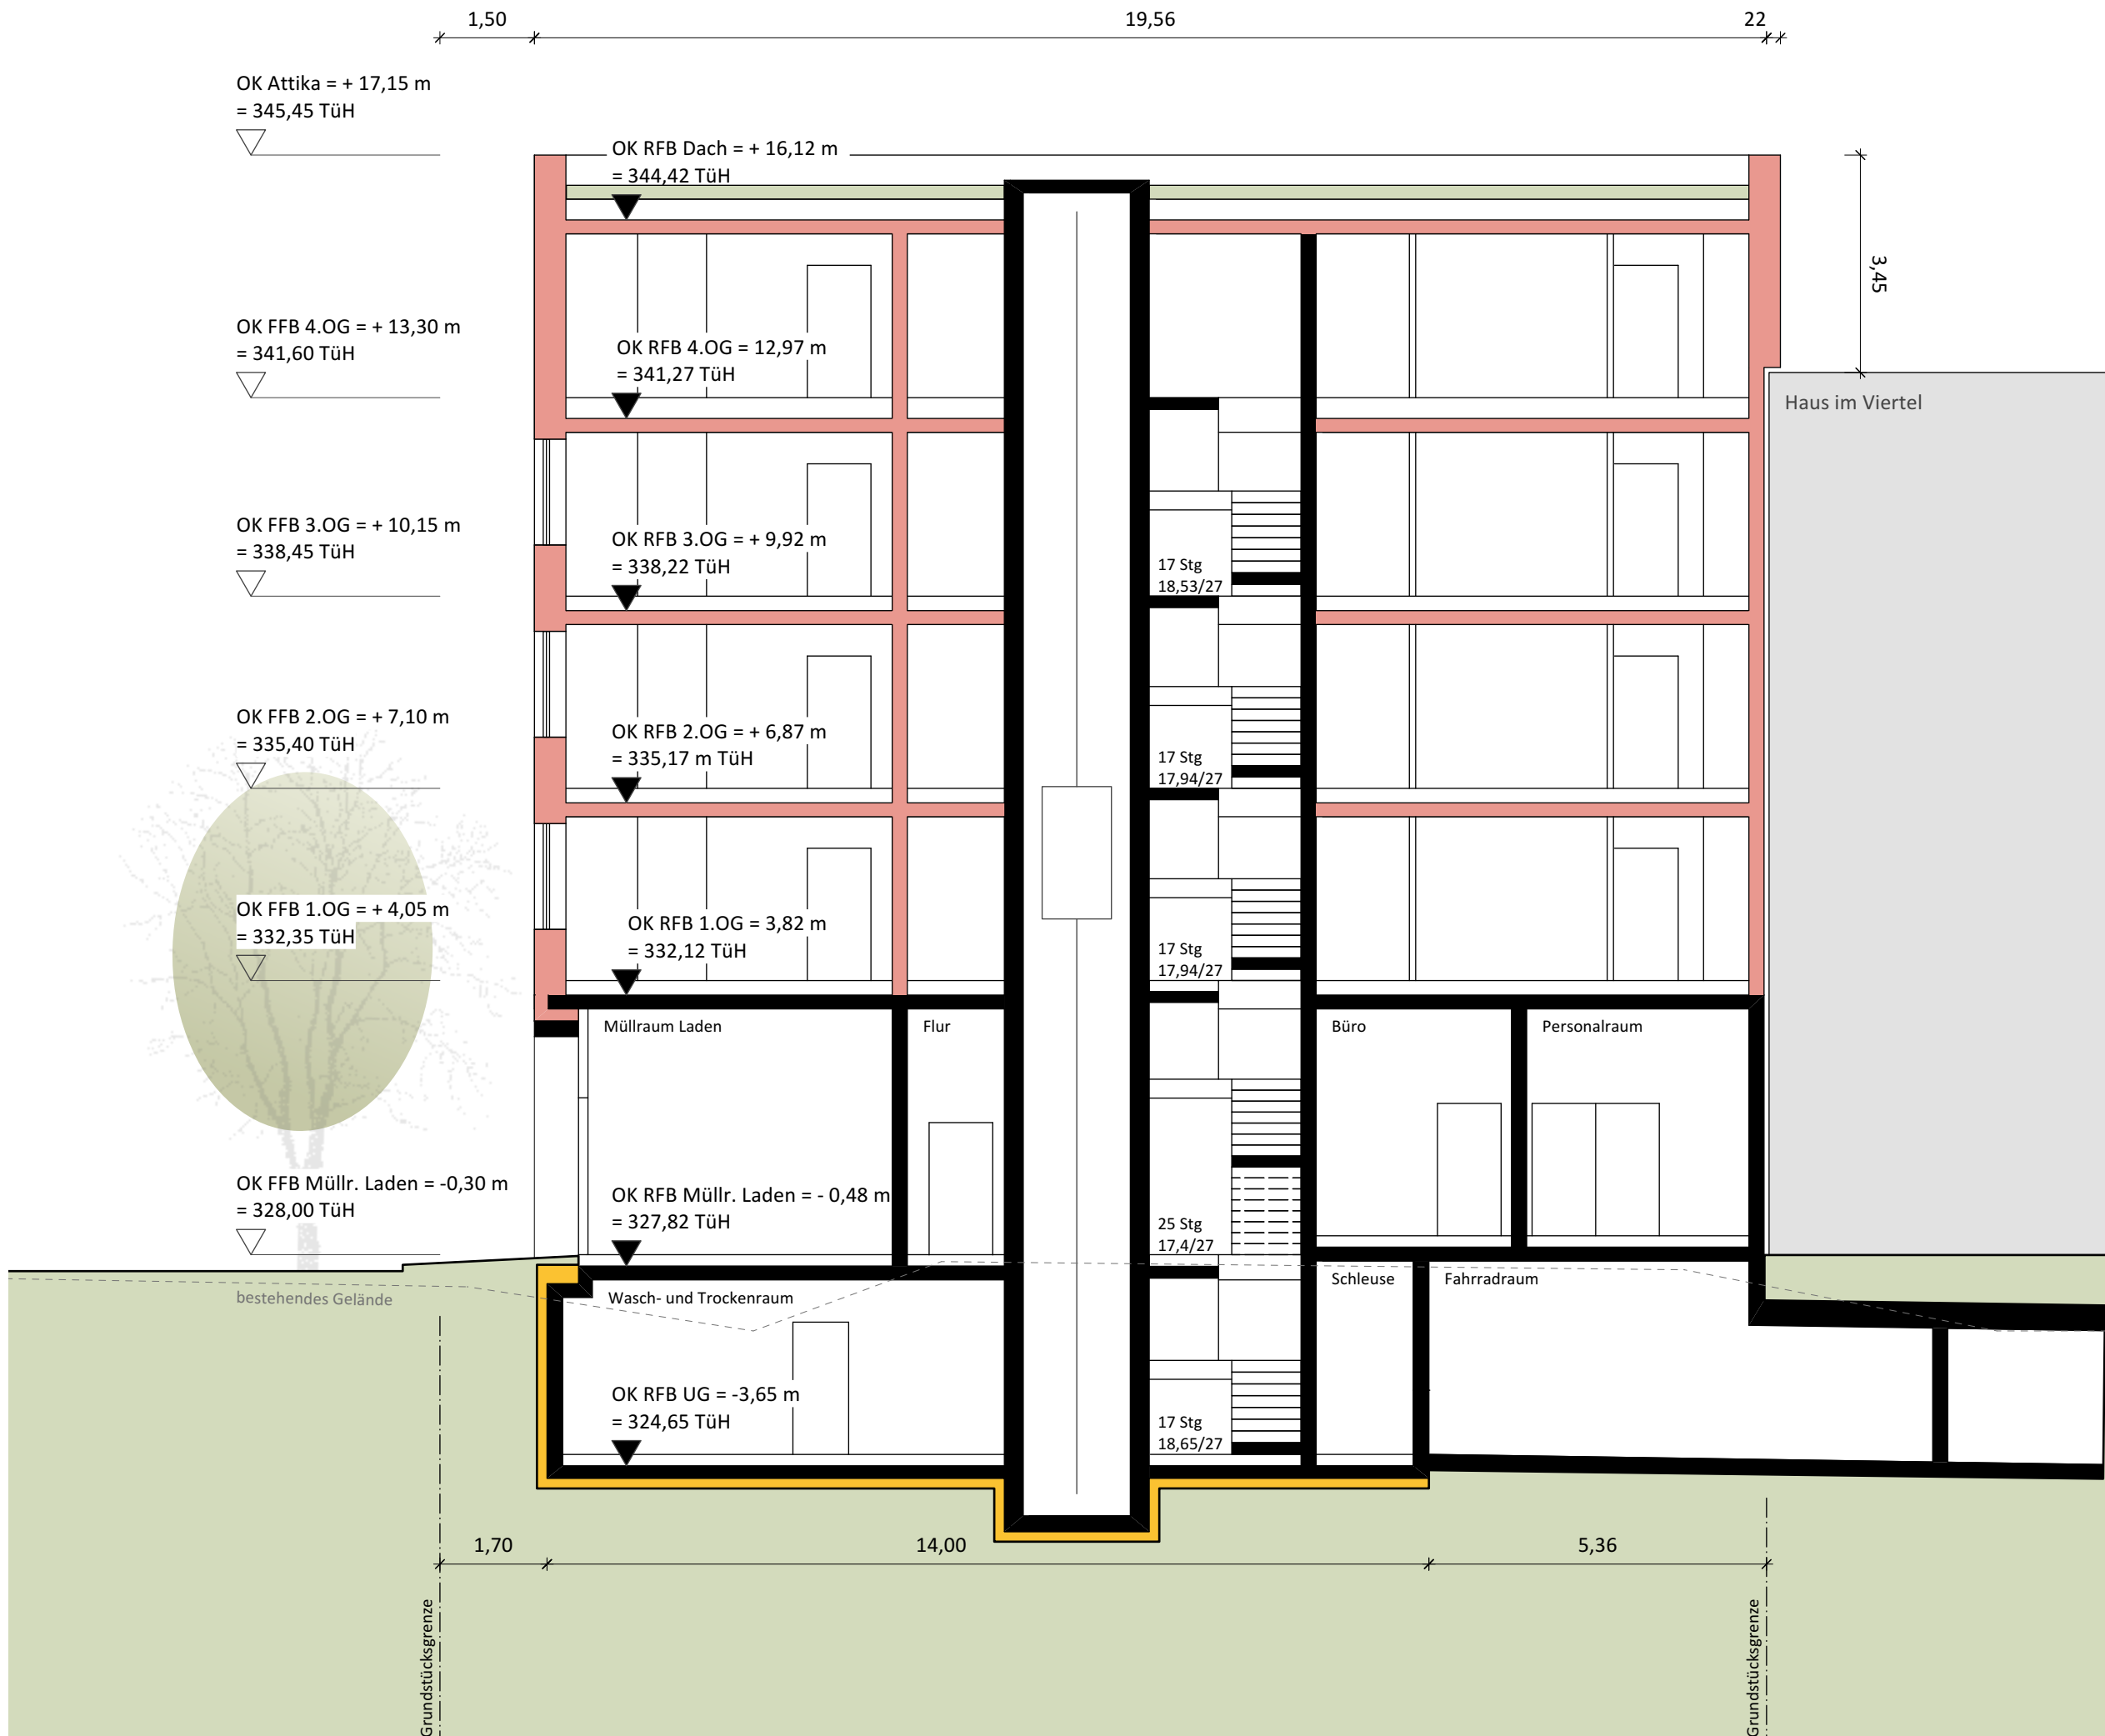 1,50
19,56
22
OK Attika = + 17,15 m
= 345,45 TüH
OK RFB Dach = + 16,12 m
= 344,42 TüH
3,45
OK FFB 4.OG = + 13,30 m
= 341,60 TüH
OK RFB 4.OG = 12,97 m
= 341,27 TüH
Haus im Viertel
OK FFB 3.OG = + 10,15 m
= 338,45 TüH
OK RFB 3.OG = + 9,92 m
= 338,22 TüH
17 Stg
18,53/27
OK FFB 2.OG = + 7,10 m
= 335,40 TüH
OK RFB 2.OG = + 6,87 m
= 335,17 m TüH
17 Stg
17,94/27
OK FFB 1.OG = + 4,05 m
= 332,35 TüH
OK RFB 1.OG = 3,82 m
= 332,12 TüH
17 Stg
17,94/27
Müllraum Laden
Flur
Büro
Personalraum
OK FFB Müllr. Laden = -0,30 m
= 328,00 TüH
OK RFB Müllr. Laden = - 0,48 m
= 327,82 TüH
25 Stg
17,4/27
bestehendes Gelände
Wasch- und Trockenraum
Schleuse
Fahrradraum
OK RFB UG = -3,65 m
= 324,65 TüH
17 Stg
18,65/27
1,70
14,00
5,36
Grundstücksgrenze
Grundstücksgrenze